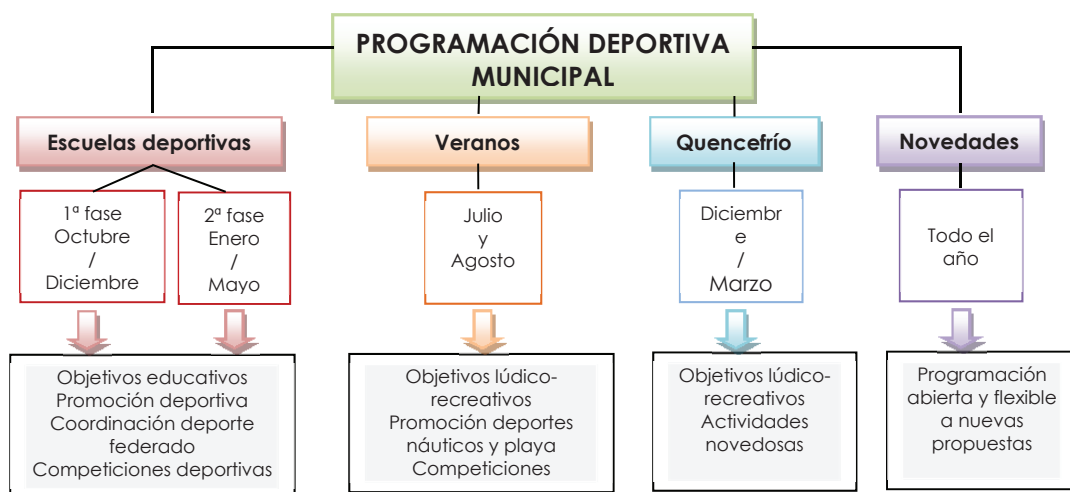 PROGRAMACIÓN DEPORTIVA
MUNICIPAL
Escuelas deportivas
Veranos
Quencefrío
Novedades
1ª fase
Octubre
/
Diciembre
2ª fase
Enero
/
Mayo
Julio
y
Agosto
Diciembr
e
/
Marzo
Todo el
año
Objetivos educativos
Promoción deportiva
Coordinación deporte
federado
Competiciones deportivas
Objetivos lúdico-
recreativos
Promoción deportes
náuticos y playa
Competiciones
Objetivos lúdico-
recreativos
Actividades
novedosas
Programación
abierta y flexible
a nuevas
propuestas